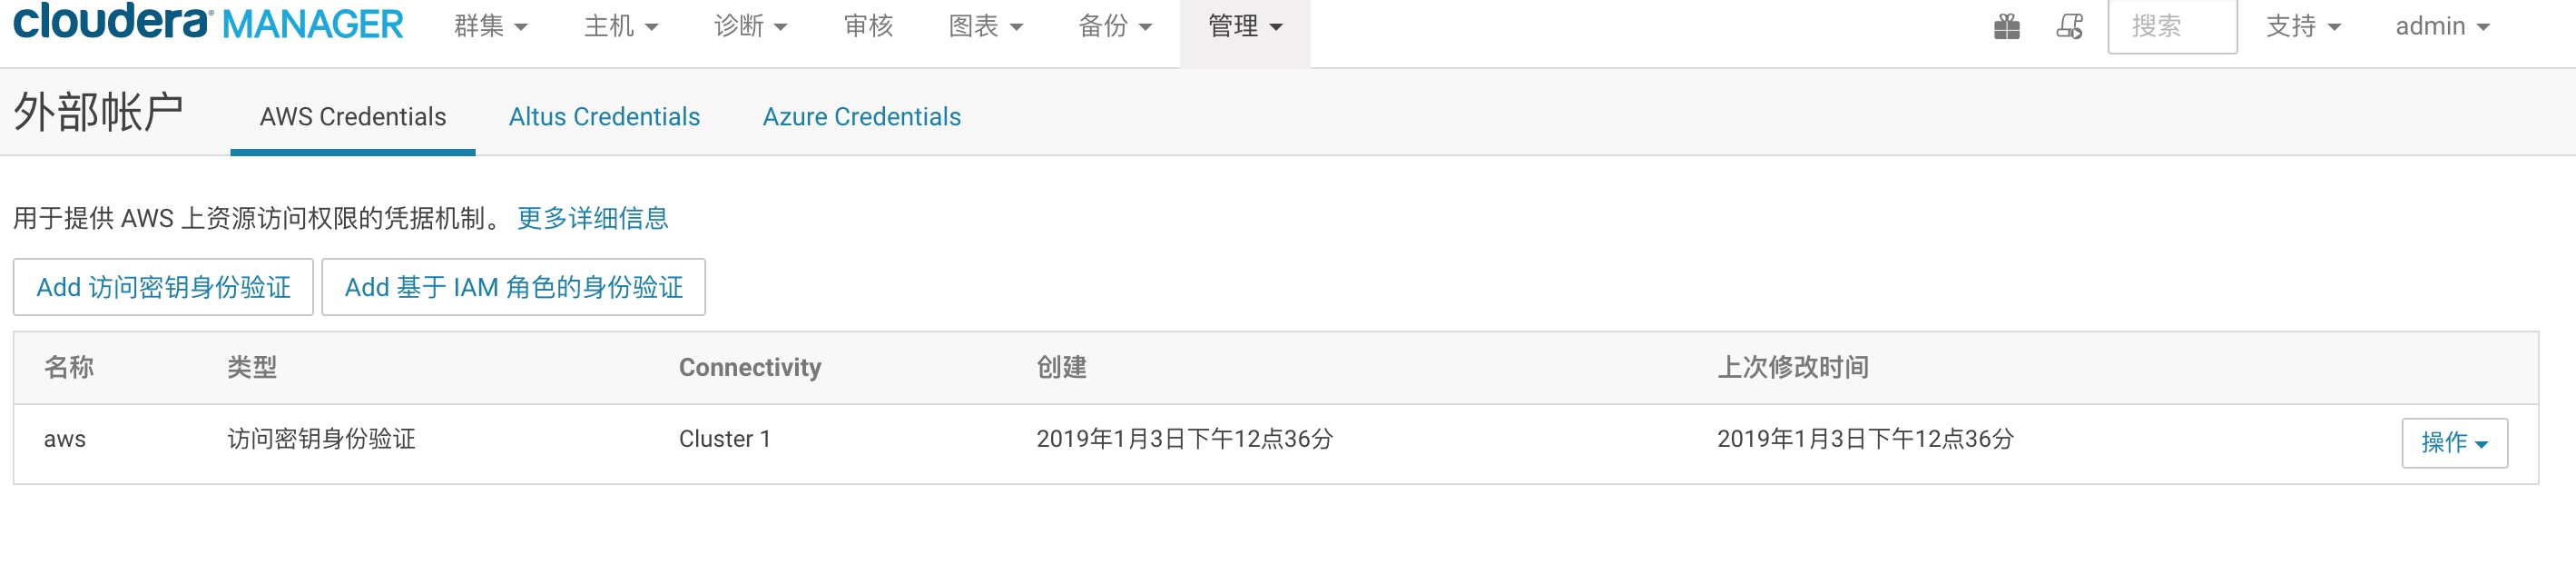 cloudera MANAGER 群集 主机 诊断 审核 图表 备份 管理 搜索 支持 admin
外部帐户 AWS Credentials Altus Credentials Azure Credentials
用于提供 AWS 上资源访问权限的凭据机制。 更多详细信息
Add 访问密钥身份验证 Add 基于 IAM 角色的身份验证
名称 类型 Connectivity 创建 上次修改时间
aws 访问密钥身份验证 Cluster 1 2019年1月3日下午12点36分 2019年1月3日下午12点36分 操作